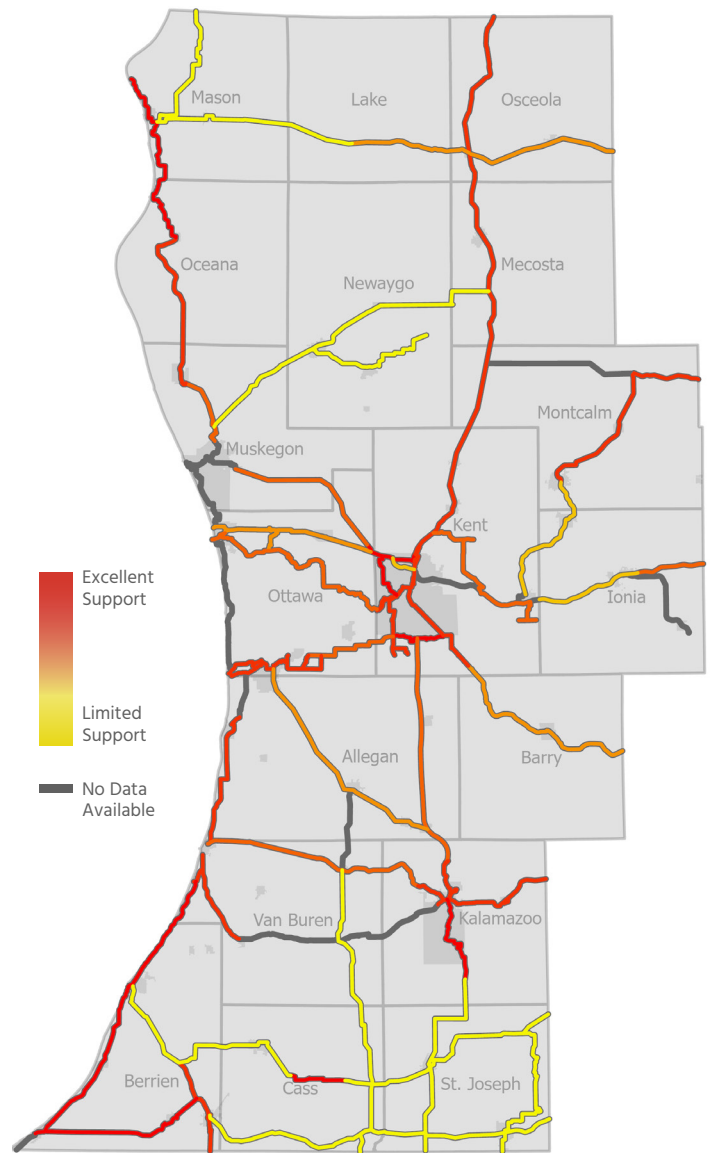 Mason
Lake
Osceola
Oceana
Newaygo
Mecosta
Montcalm
Muskegon
Kent
Excellent
Support
Ottawa
Ionia
Limited
Support
Allegan
Barry
No Data
Available
Van Buren
Kalamazoo
Berrien
Cass
St. Joseph